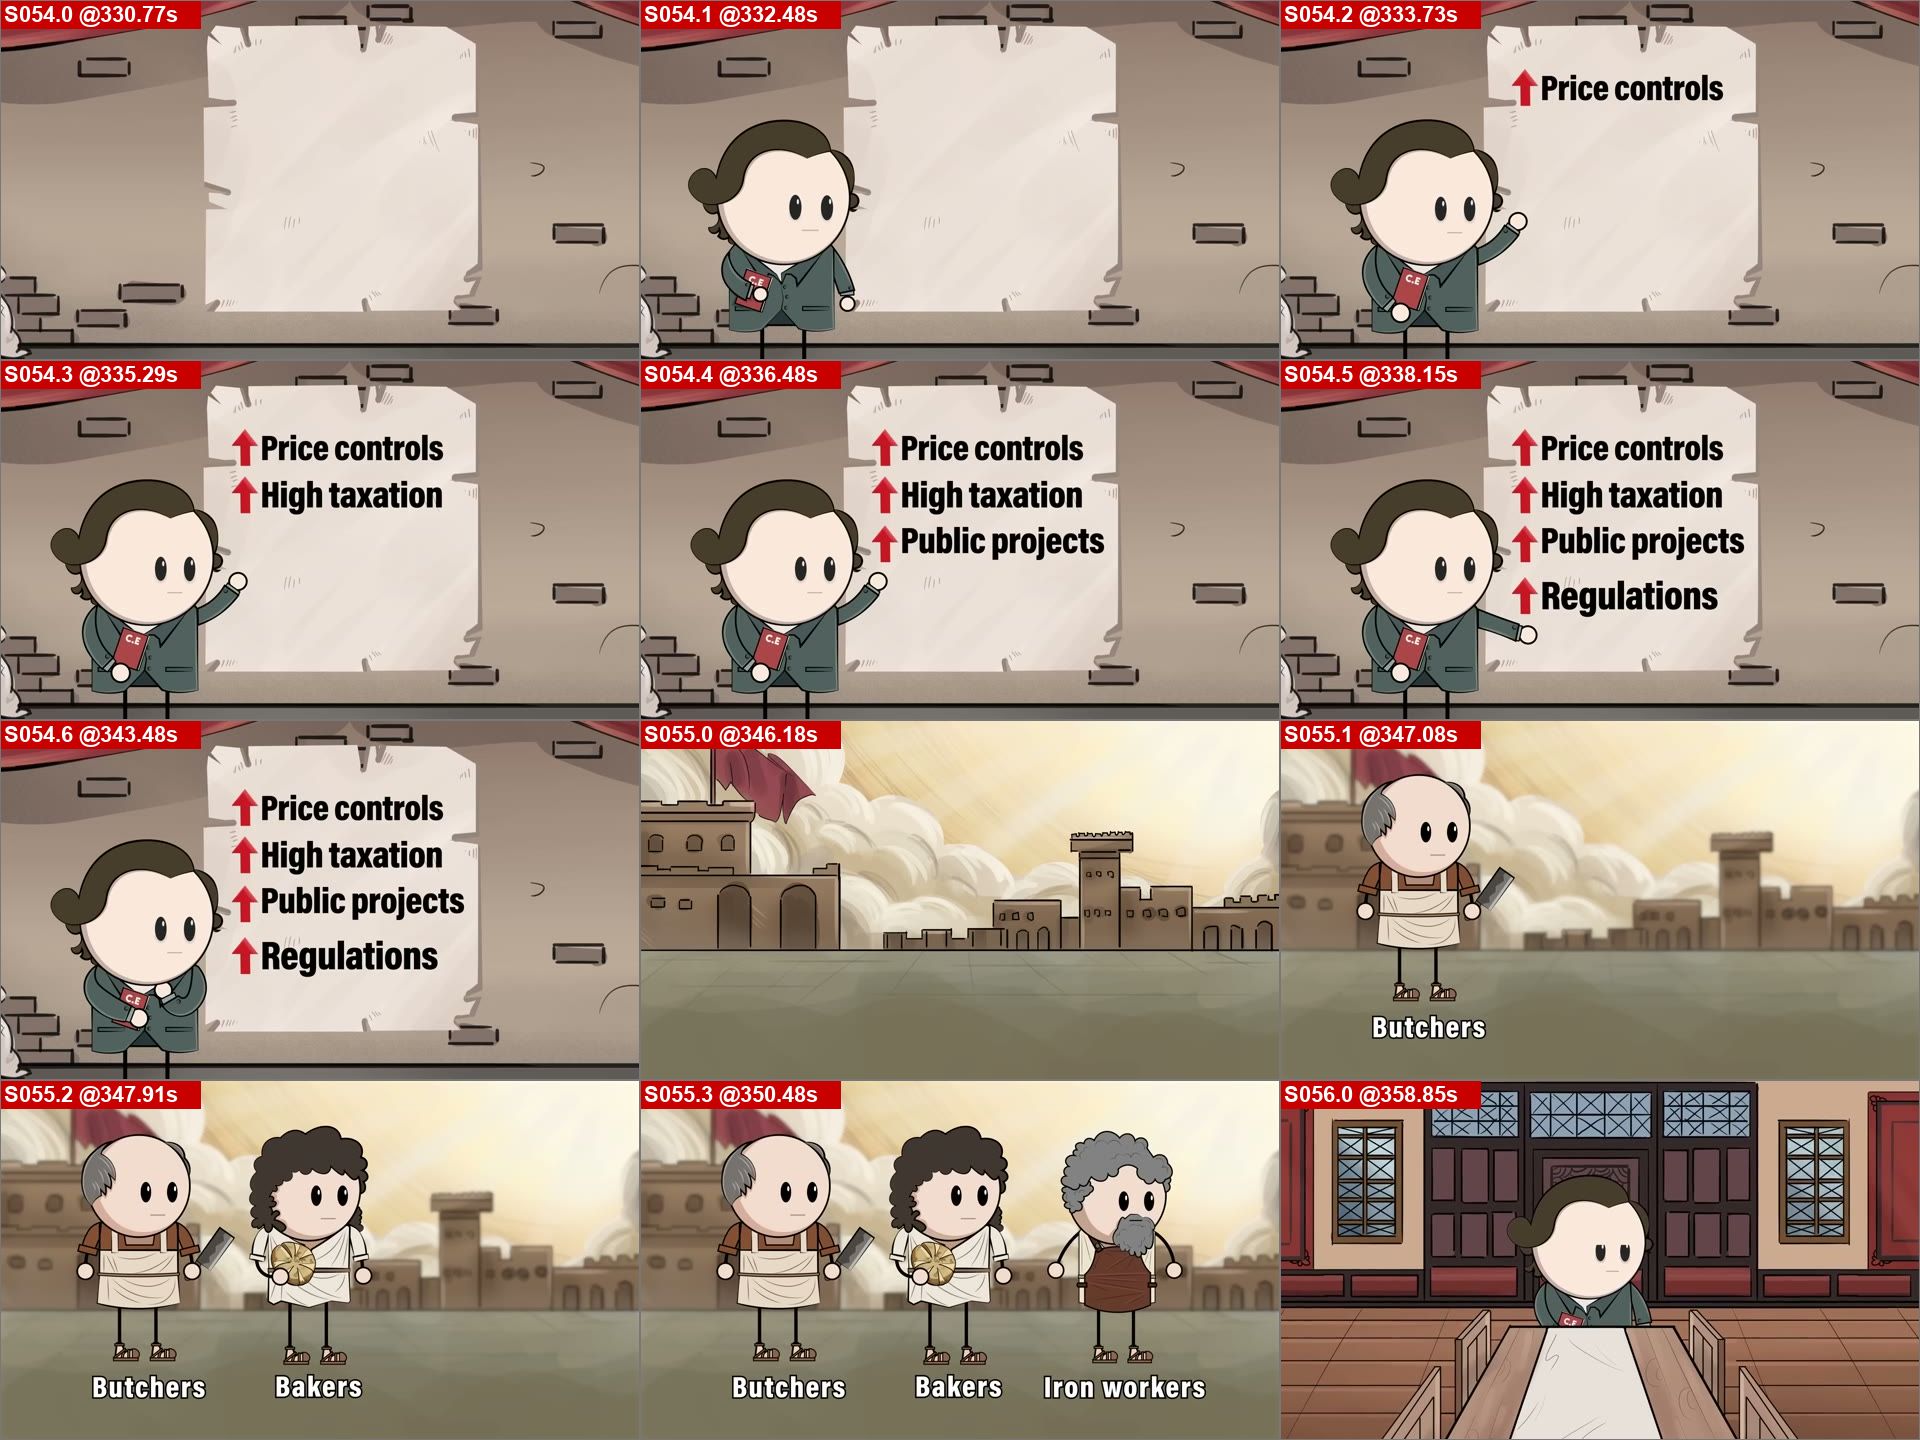 S054.0 @330.77s
S054.1 @332.48s
C.E
S054.2 @333.73s
Price controls
C.E
S054.3 @335.29s
Price controls
High taxation
C.E
S054.4 @336.48s
Price controls
High taxation
Public projects
C.E
S054.5 @338.15s
Price controls
High taxation
Public projects
Regulations
C.E
S054.6 @343.48s
Price controls
High taxation
Public projects
Regulations
C.E
S055.0 @346.18s
S055.1 @347.08s
Butchers
S055.2 @347.91s
Butchers
Bakers
S055.3 @350.48s
Butchers
Bakers
Iron workers
S056.0 @358.85s
C.E